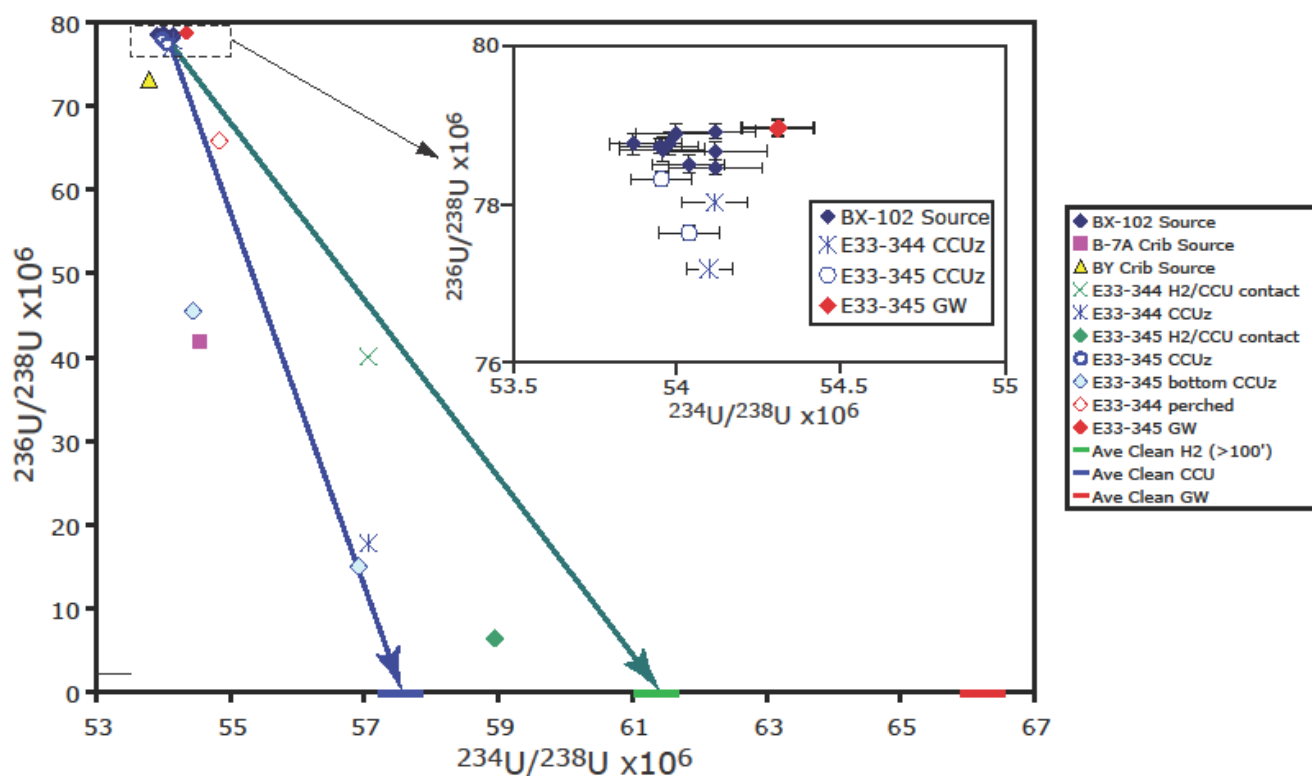 80
70
60
50
40
30
20
10
0
53
55
57
59
61
63
65
67
²³⁶U/²³⁸U x10⁶
²³⁴U/²³⁸U x10⁶
80
78
76
53.5
54
54.5
55
²³⁶U/²³⁸U x10⁶
²³⁴U/²³⁸U x10⁶
BX-102 Source
E33-344 CCUz
E33-345 CCUz
E33-345 GW
BX-102 Source
B-7A Crib Source
BY Crib Source
E33-344 H2/CCU contact
E33-344 CCUz
E33-345 H2/CCU contact
E33-345 CCUz
E33-345 bottom CCUz
E33-344 perched
E33-345 GW
Ave Clean H2 (>100')
Ave Clean CCU
Ave Clean GW